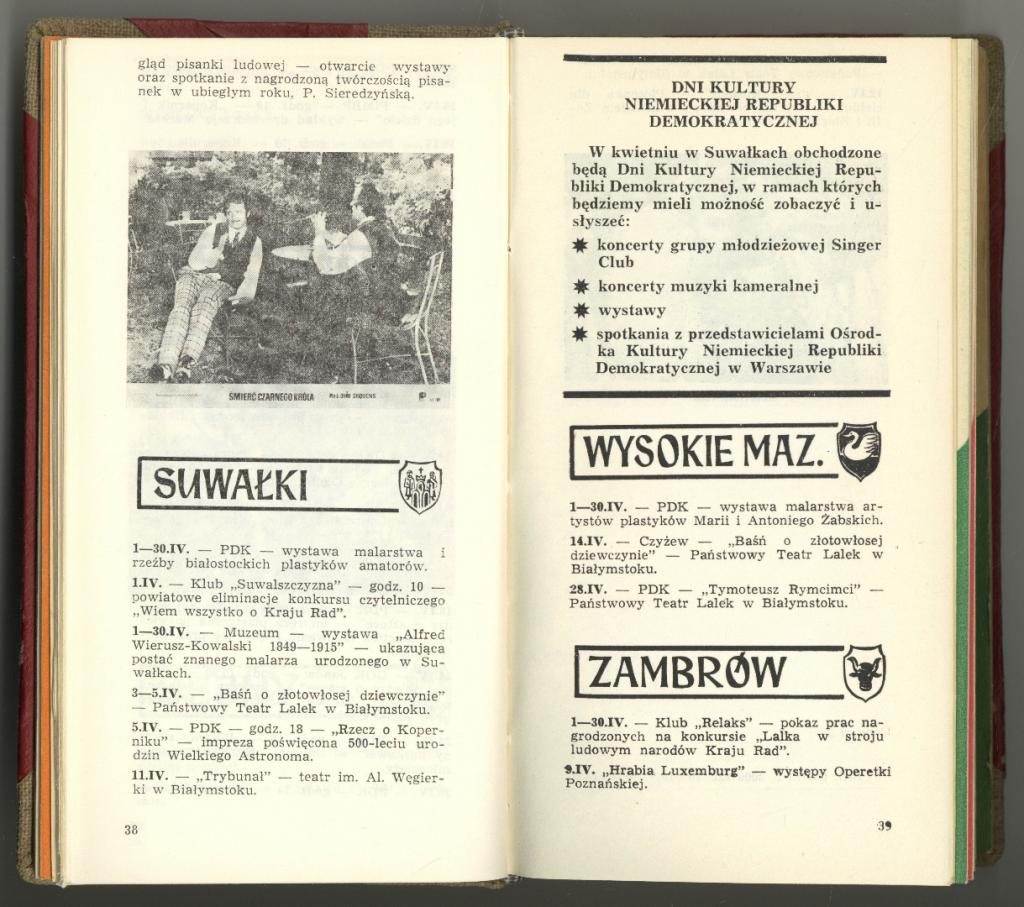 gląd pisanki ludowej — otwarcie wystawy
oraz spotkanie z nagrodzoną twórczością pisa-
nek w ubiegłym roku, P. Sieredzyńską.
ŚMIERĆ CZARNEGO KRÓLA
SUWAŁKI
1—30.IV. — PDK — wystawa malarstwa i
rzeźby białostockich plastyków amatorów.
1.IV. — Klub „Suwalszczyzna” — godz. 10 —
powiatowe eliminacje konkursu czytelniczego
„Wiem wszystko o Kraju Rad”.
1—30.IV. — Muzeum — wystawa „Alfred
Wierusz-Kowalski 1849—1915” — ukazująca
postać znanego malarza urodzonego w Su-
wałkach.
3—5.IV. — „Baśń o złotowłosej dziewczynie”
— Państwowy Teatr Lalek w Białymstoku.
5.IV. — PDK — godz. 18 — „Rzecz o Koper-
niku” — impreza poświęcona 500-leciu uro-
dzin Wielkiego Astronoma.
11.IV. — „Trybunał” — teatr im. Al. Węgier-
ki w Białymstoku.
38
DNI KULTURY
NIEMIECKIEJ REPUBLIKI
DEMOKRATYCZNEJ
W kwietniu w Suwałkach obchodzone
będą Dni Kultury Niemieckiej Repu-
bliki Demokratycznej, w ramach których
będziemy mieli możność zobaczyć i u-
słyszeć:
✷ koncerty grupy młodzieżowej Singer
Club
✷ koncerty muzyki kameralnej
✷ wystawy
✷ spotkania z przedstawicielami Ośrod-
ka Kultury Niemieckiej Republiki
Demokratycznej w Warszawie
WYSOKIE MAZ.
1—30.IV. — PDK — wystawa malarstwa ar-
tystów plastyków Marii i Antoniego Żabskich.
14.IV. — Czyżew — „Baśń o złotowłosej
dziewczynie” — Państwowy Teatr Lalek w
Białymstoku.
28.IV. — PDK — „Tymoteusz Rymcimci” —
Państwowy Teatr Lalek w Białymstoku.
ZAMBRÓW
1—30.IV. — Klub „Relaks” — pokaz prac na-
grodzonych na konkursie „Lalka w stroju
ludowym narodów Kraju Rad”.
9.IV. „Hrabia Luxemburg” — występy Operetki
Poznańskiej.
39